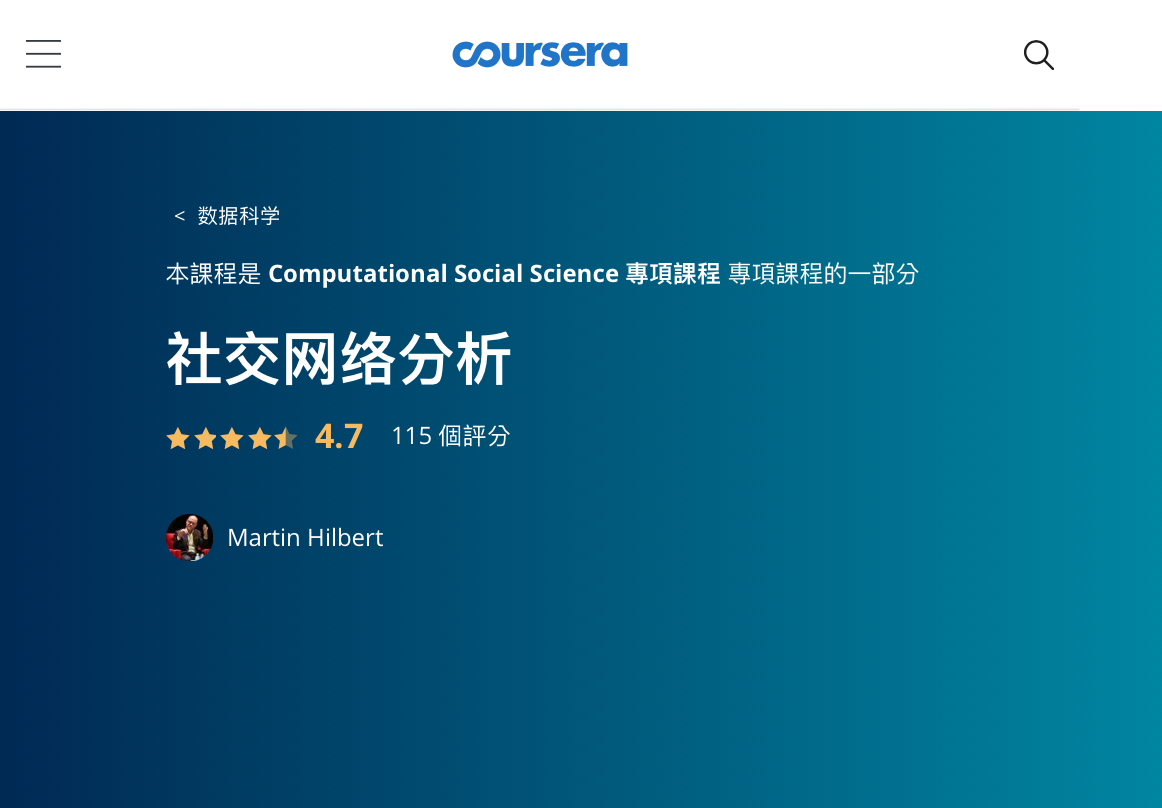 coursera
< 数据科学
本課程是 Computational Social Science 專項課程 專項課程的一部分
社交网络分析
4.7 115 個評分
Martin Hilbert